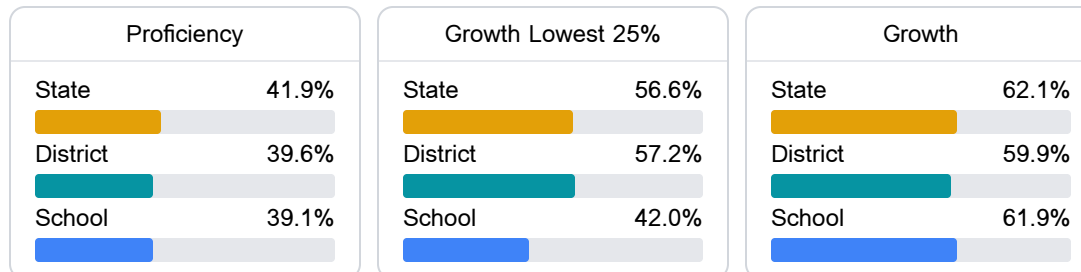 Proficiency
State 41.9%
District 39.6%
School 39.1%
Growth Lowest 25%
State 56.6%
District 57.2%
School 42.0%
Growth
State 62.1%
District 59.9%
School 61.9%